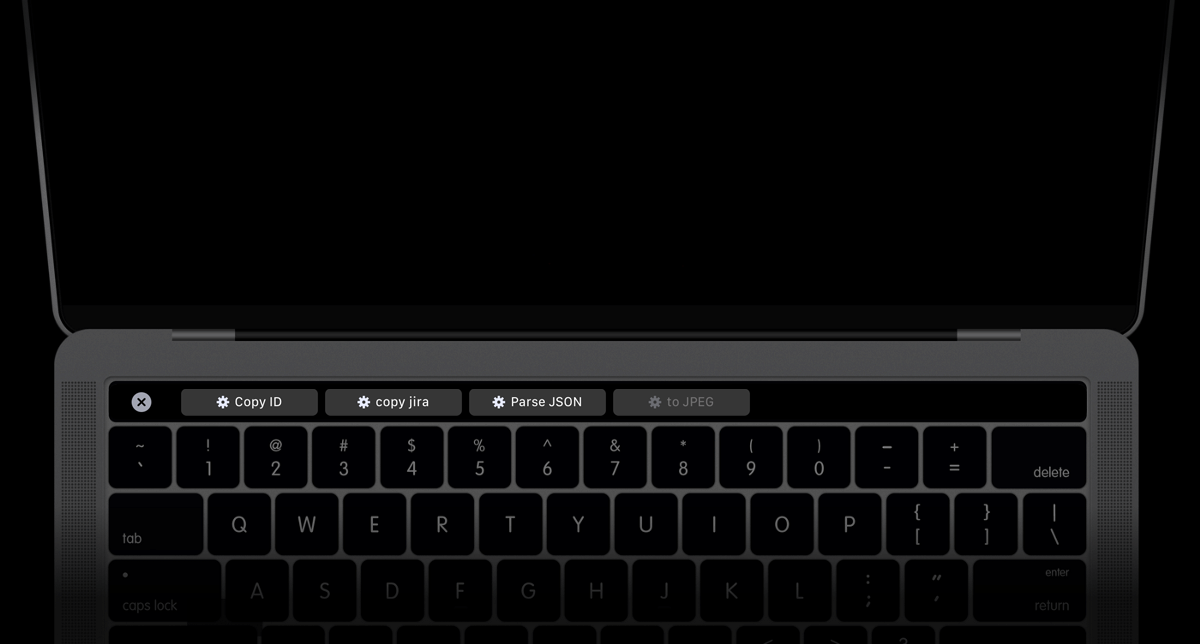 Copy ID copy jira Parse JSON to JPEG
~ ! @ # $ % ^ & * ( ) – +
` 1 2 3 4 5 6 7 8 9 0 - = delete
tab Q W E R T Y U I O P { [ } ] | \
caps lock A S D F G H J K L : ; " ' enter return
< > ?